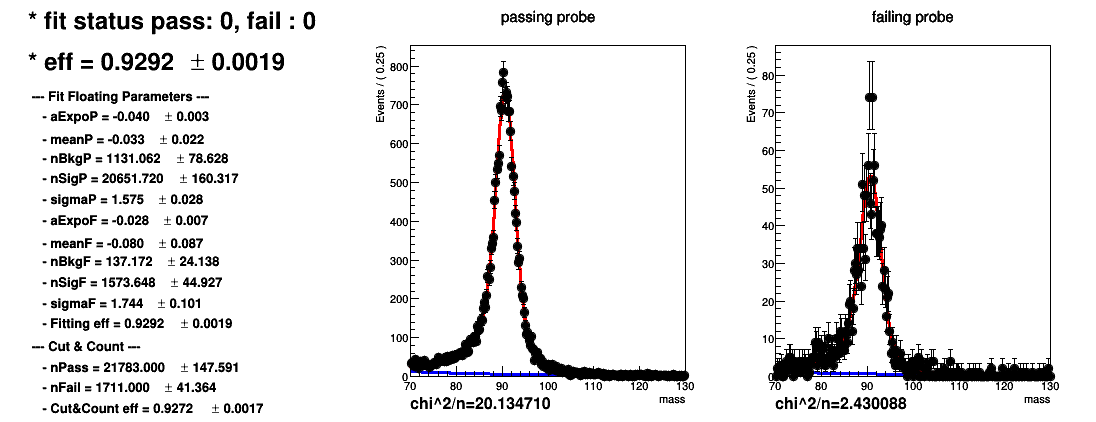 * fit status pass: 0, fail : 0
* eff = 0.9292 ± 0.0019
--- Fit Floating Parameters ---
- aExpoP = -0.040 ± 0.003
- meanP = -0.033 ± 0.022
- nBkgP = 1131.062 ± 78.628
- nSigP = 20651.720 ± 160.317
- sigmaP = 1.575 ± 0.028
- aExpoF = -0.028 ± 0.007
- meanF = -0.080 ± 0.087
- nBkgF = 137.172 ± 24.138
- nSigF = 1573.648 ± 44.927
- sigmaF = 1.744 ± 0.101
- Fitting eff = 0.9292 ± 0.0019
--- Cut & Count ---
- nPass = 21783.000 ± 147.591
- nFail = 1711.000 ± 41.364
- Cut&Count eff = 0.9272 ± 0.0017
passing probe
Events / ( 0.25 )
800
700
600
500
400
300
200
100
0
70 80 90 100 110 120 130
mass
chi^2/n=20.134710
failing probe
Events / ( 0.25 )
80
70
60
50
40
30
20
10
0
70 80 90 100 110 120 130
mass
chi^2/n=2.430088